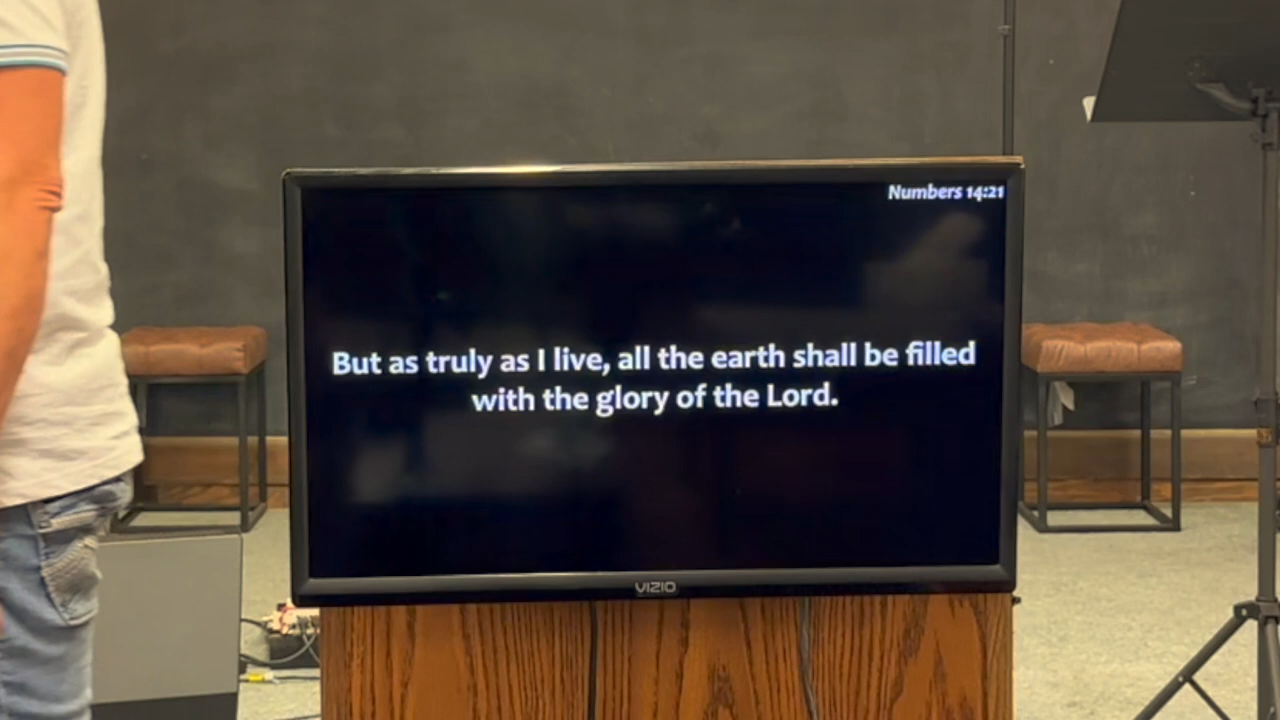 Numbers 14:21
But as truly as I live, all the earth shall be filled
with the glory of the Lord.
VIZIO